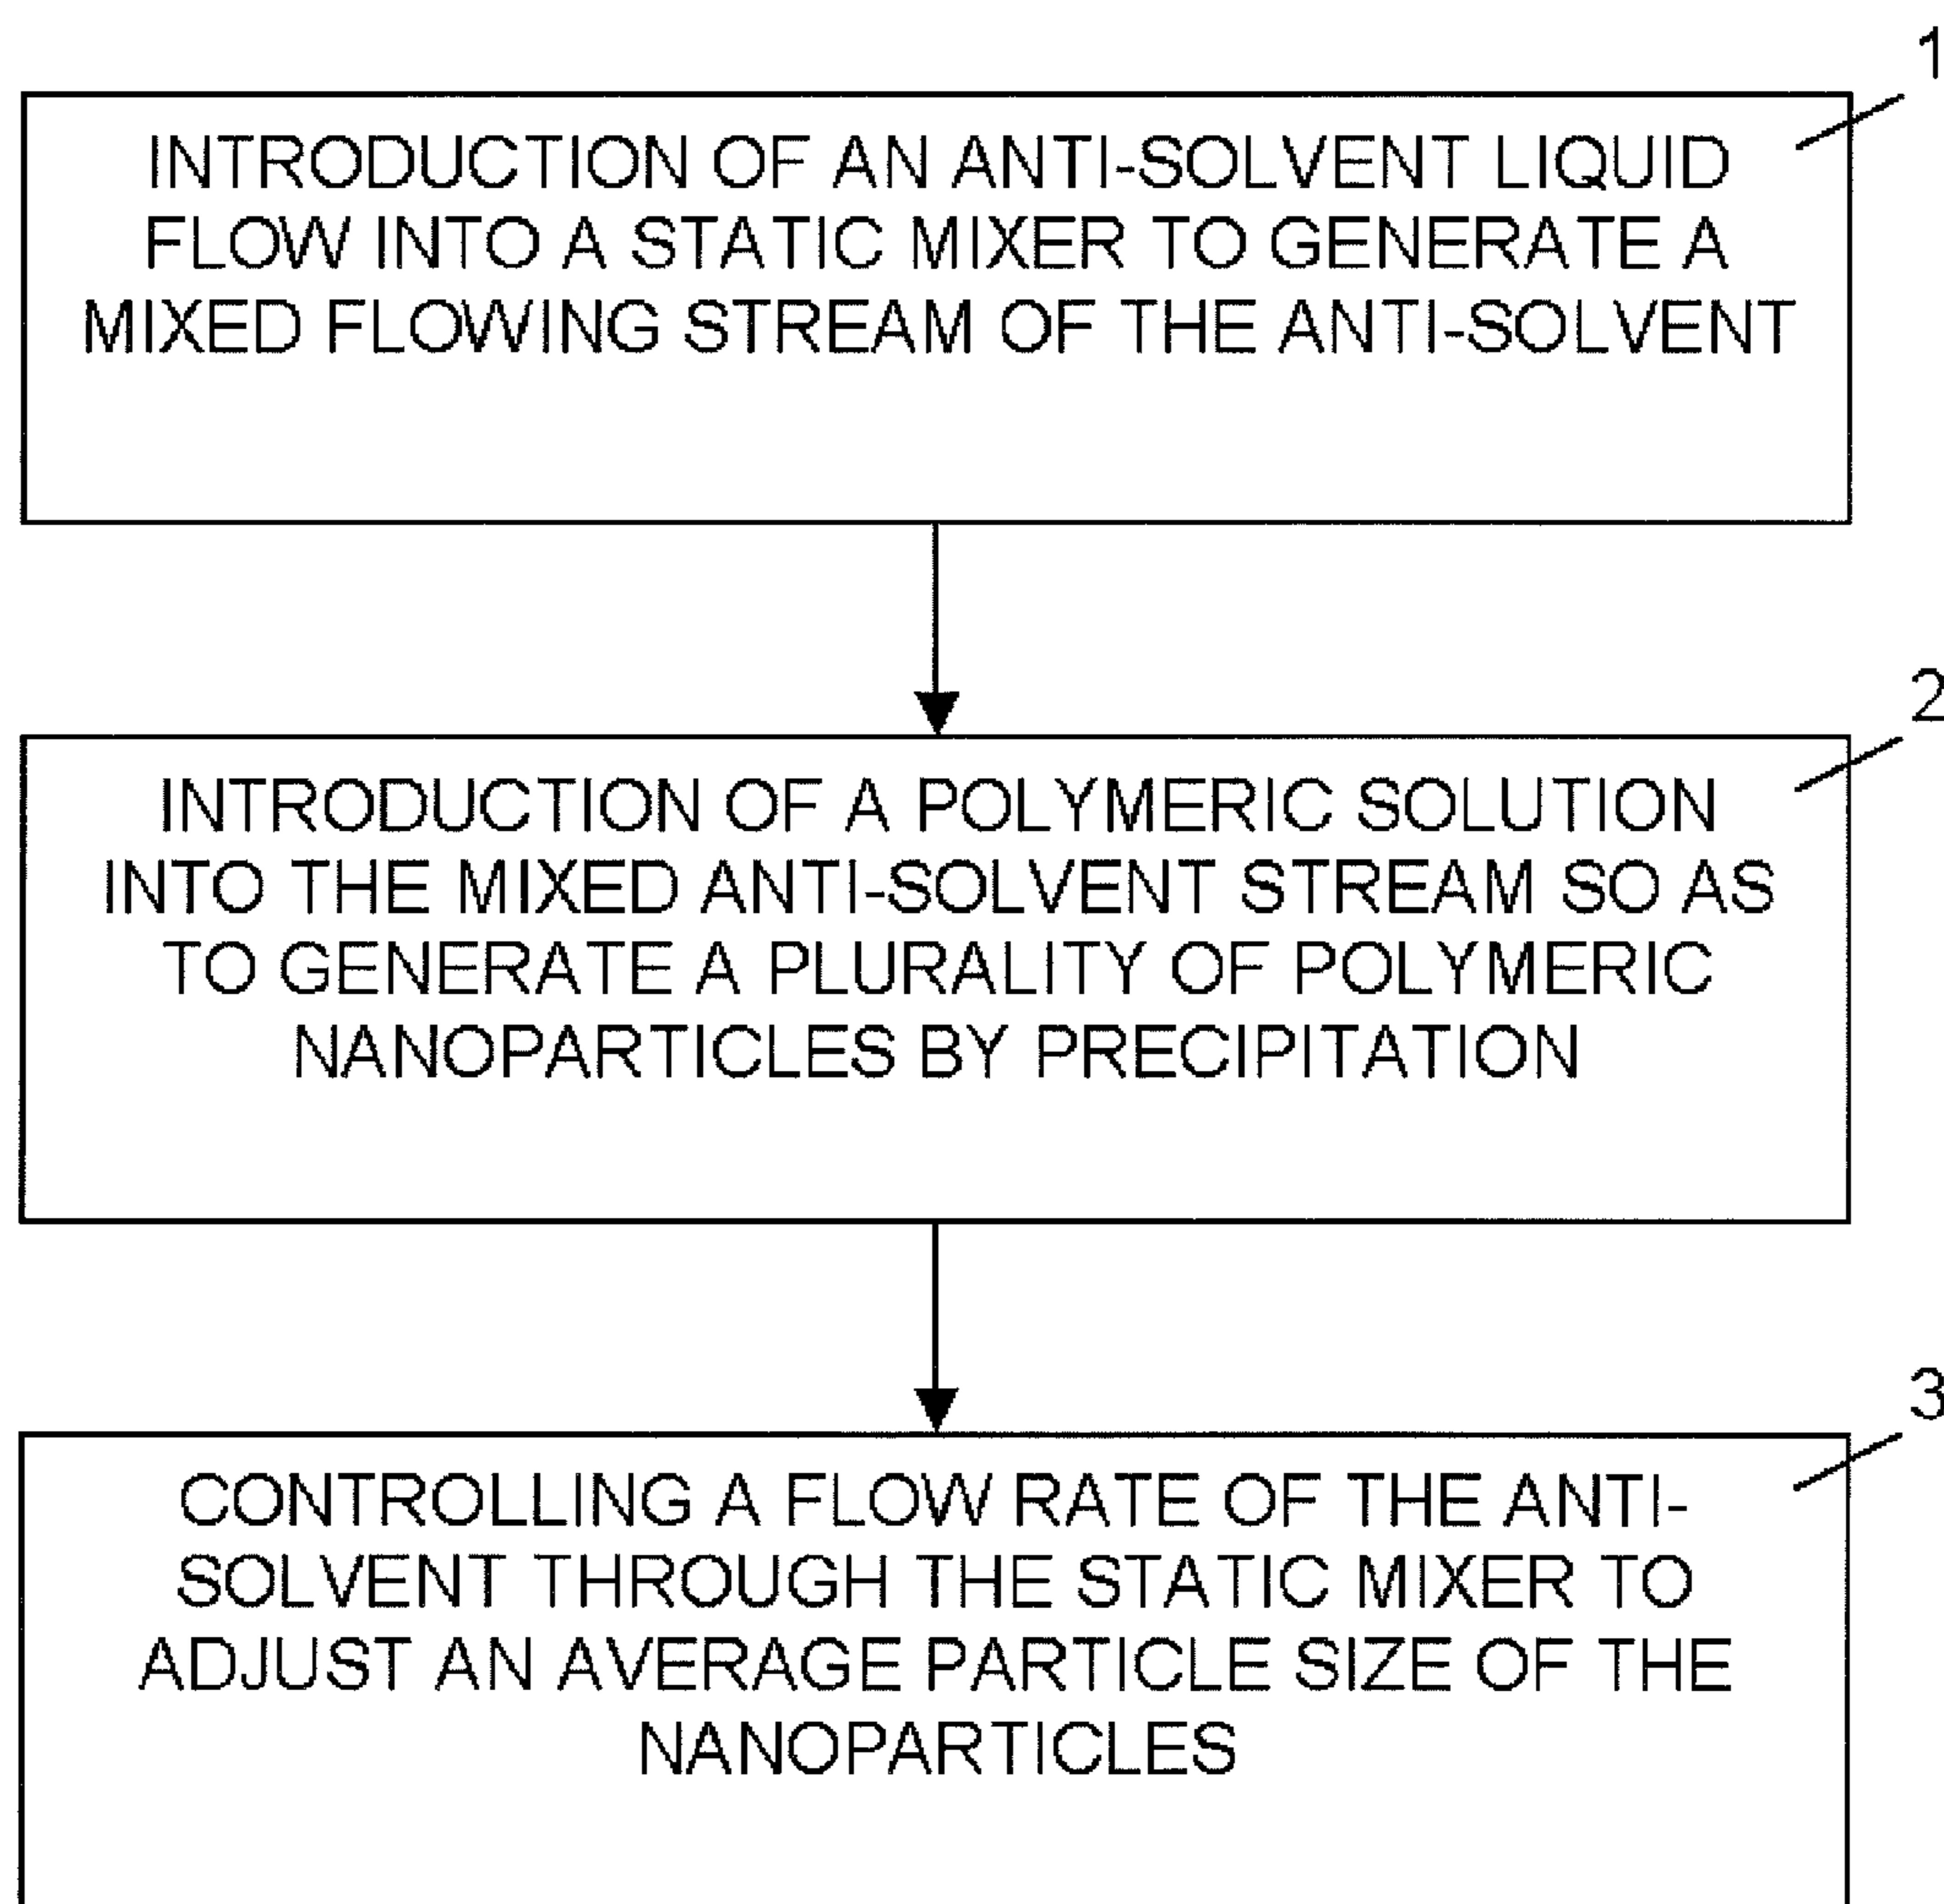 1
INTRODUCTION OF AN ANTI-SOLVENT LIQUID
FLOW INTO A STATIC MIXER TO GENERATE A
MIXED FLOWING STREAM OF THE ANTI-SOLVENT
2
INTRODUCTION OF A POLYMERIC SOLUTION
INTO THE MIXED ANTI-SOLVENT STREAM SO AS
TO GENERATE A PLURALITY OF POLYMERIC
NANOPARTICLES BY PRECIPITATION
3
CONTROLLING A FLOW RATE OF THE ANTI-
SOLVENT THROUGH THE STATIC MIXER TO
ADJUST AN AVERAGE PARTICLE SIZE OF THE
NANOPARTICLES